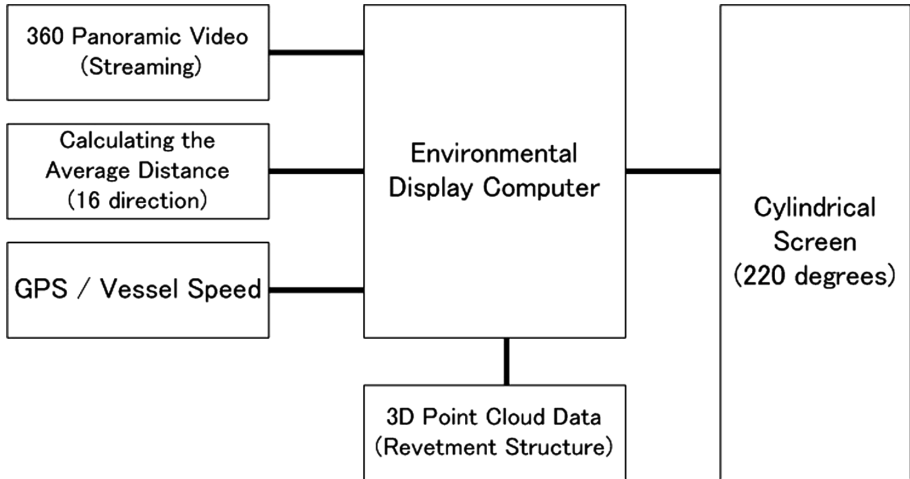 360 Panoramic Video
(Streaming)
Calculating the
Average Distance
(16 direction)
GPS / Vessel Speed
Environmental
Display Computer
3D Point Cloud Data
(Revetment Structure)
Cylindrical
Screen
(220 degrees)